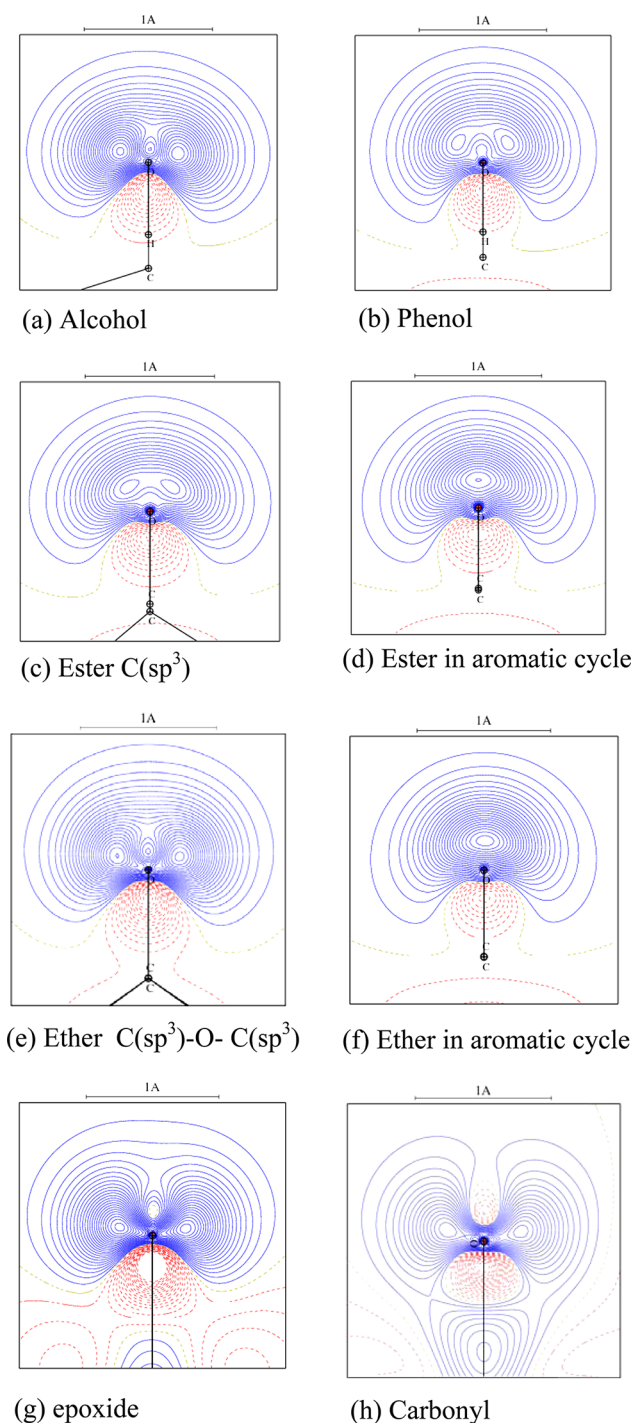 1A 1A
O O
H H
C C
(a) Alcohol (b) Phenol
1A 1A
O O
C C
C C
(c) Ester C(sp³) (d) Ester in aromatic cycle
1A 1A
O O
C C
C C
(e) Ether C(sp³)-O- C(sp³) (f) Ether in aromatic cycle
1A 1A
O
(g) epoxide (h) Carbonyl